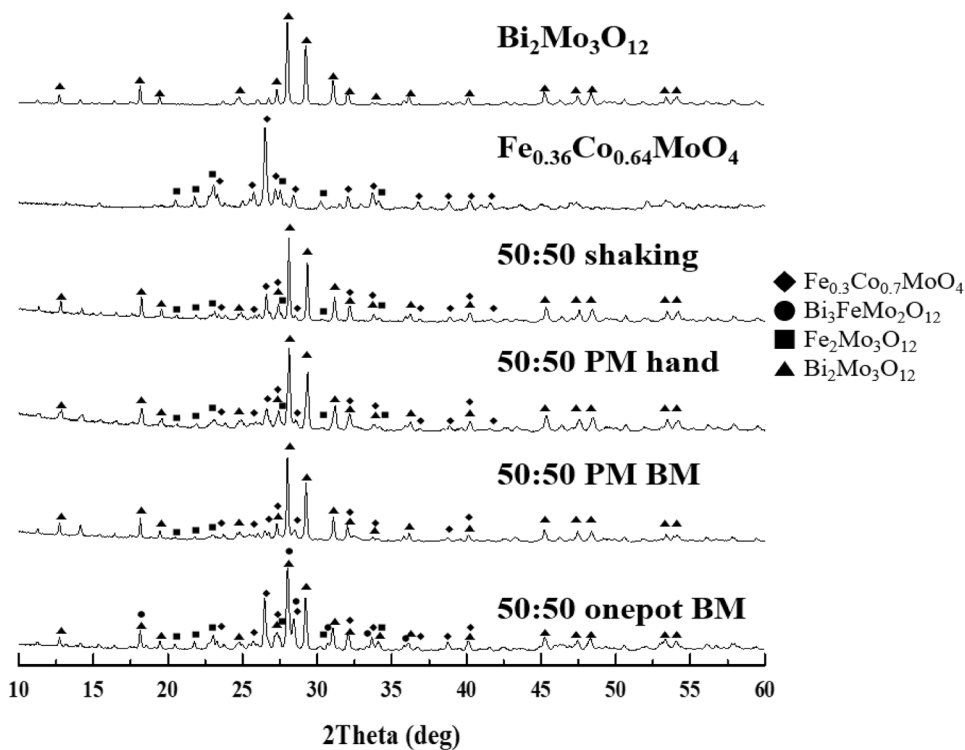 Bi₂Mo₃O₁₂
Fe₀.₃₆Co₀.₆₄MoO₄
50:50 shaking
50:50 PM hand
50:50 PM BM
50:50 onepot BM
Fe₀.₃Co₀.₇MoO₄
Bi₃FeMo₂O₁₂
Fe₂Mo₃O₁₂
Bi₂Mo₃O₁₂
10 15 20 25 30 35 40 45 50 55 60
2Theta (deg)